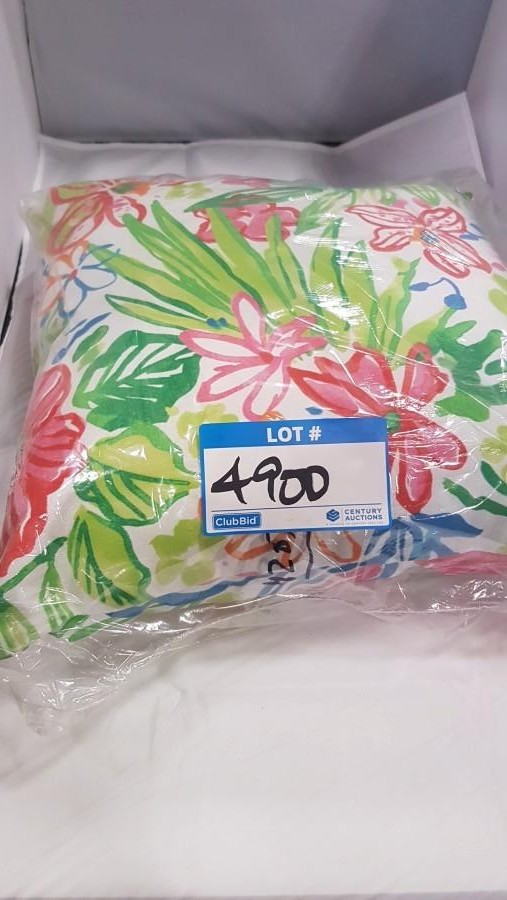 LOT #
4900
ClubBid
CENTURY
AUCTIONS